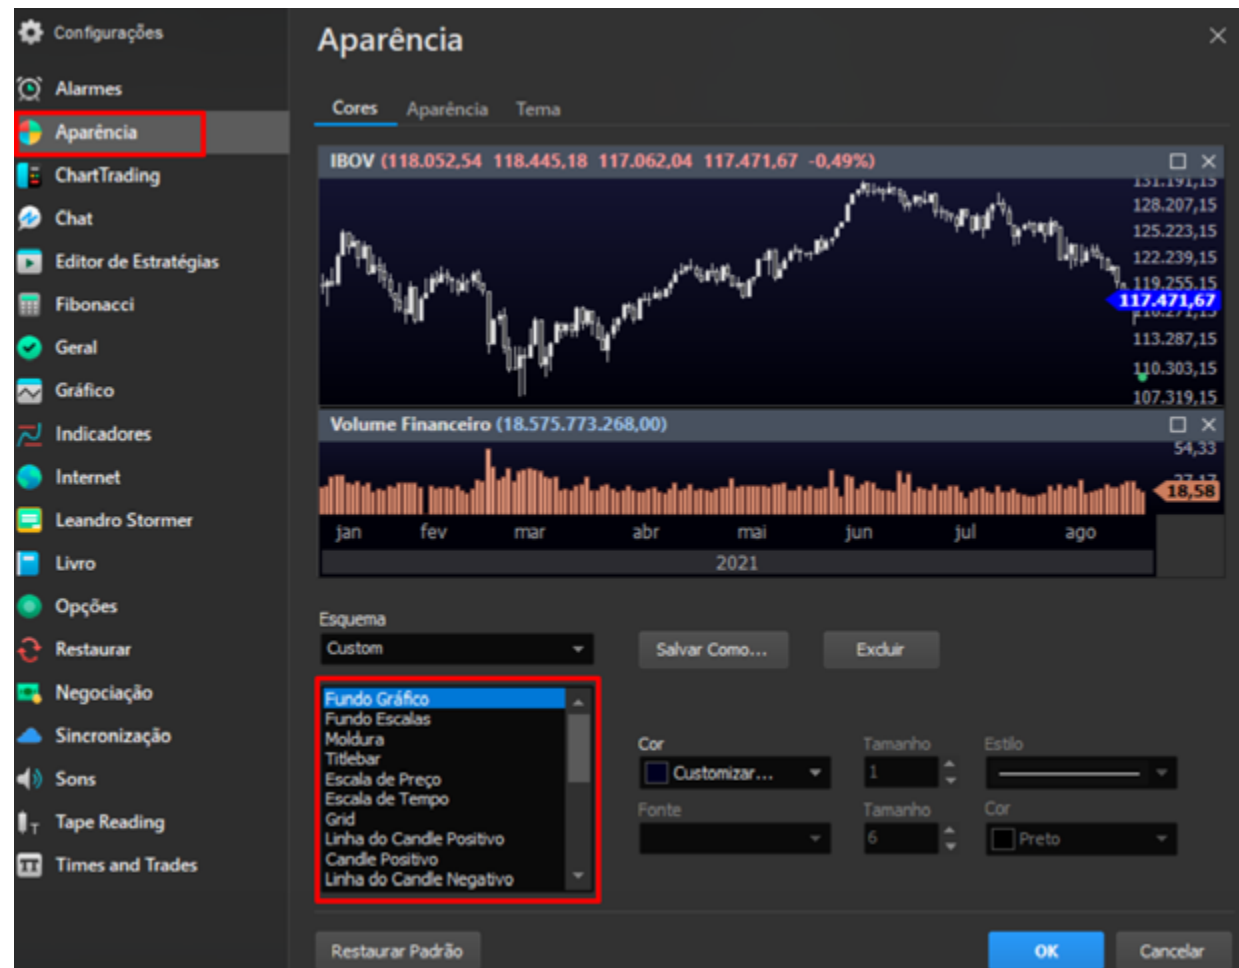 Configurações
Alarmes
Aparência
ChartTrading
Chat
Editor de Estratégias
Fibonacci
Geral
Gráfico
Indicadores
Internet
Leandro Stormer
Livro
Opções
Restaurar
Negociação
Sincronização
Sons
Tape Reading
Times and Trades
Aparência
Cores Aparência Tema
IBOV (118.052,54 118.445,18 117.062,04 117.471,67 -0,49%)
131.191,15
128.207,15
125.223,15
122.239,15
119.255,15
117.471,67
113.287,15
110.303,15
107.319,15
Volume Financeiro (18.575.773.268,00)
54,33
18,58
jan fev mar abr mai jun jul ago
2021
Esquema
Custom Salvar Como... Excluir
Fundo Gráfico
Fundo Escalas
Moldura
Titlebar
Escala de Preço
Escala de Tempo
Grid
Linha do Candle Positivo
Candle Positivo
Linha do Candle Negativo
Cor Tamanho Estilo
Customizar... 1
Fonte Tamanho Cor
6 Preto
Restaurar Padrão OK Cancelar